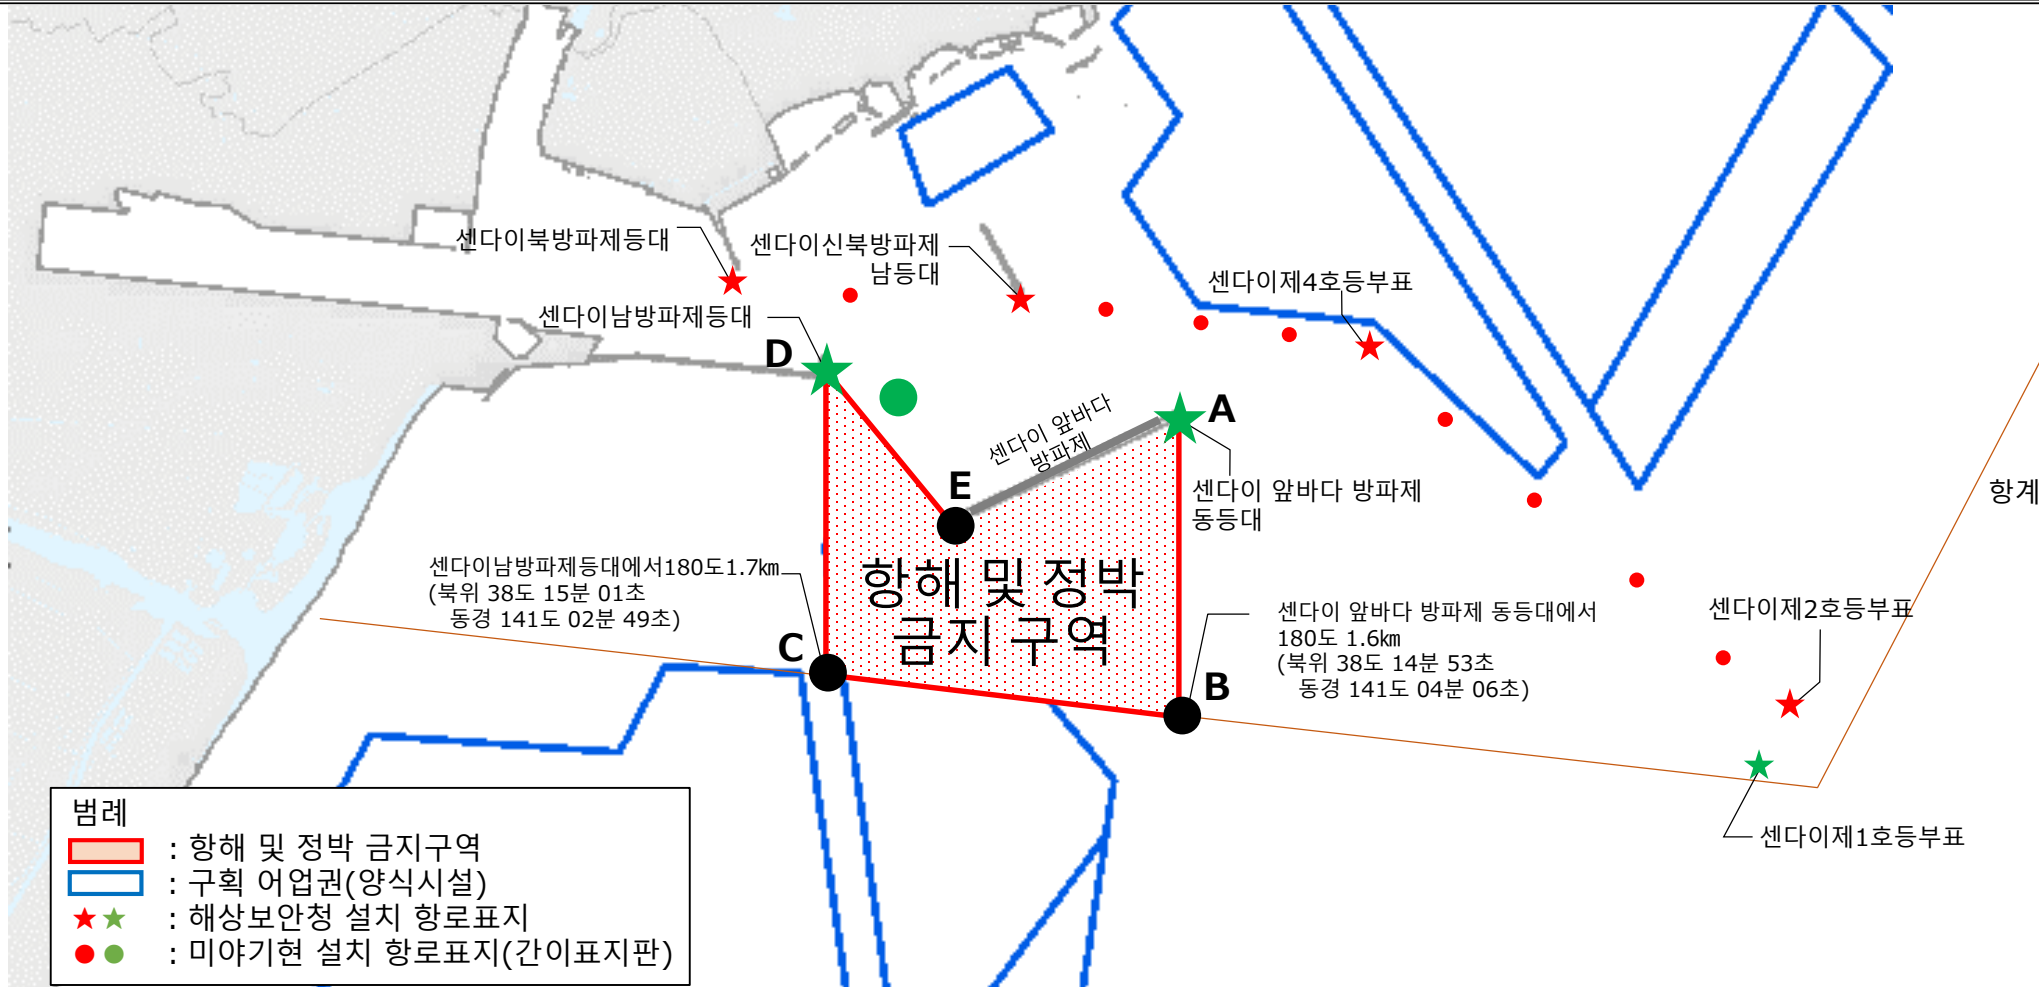 센다이북방파제등대
센다이신북방파제
남등대
센다이남방파제등대
센다이제4호등부표
D
A
센다이 앞바다
방파제
E
센다이 앞바다 방파제
동등대
항계
센다이남방파제등대에서180도1.7km
(북위 38도 15분 01초
동경 141도 02분 49초)
항해 및 정박
금지 구역
센다이 앞바다 방파제 동등대에서
180도 1.6km
(북위 38도 14분 53초
동경 141도 04분 06초)
센다이제2호등부표
C
B
센다이제1호등부표
범례
: 항해 및 정박 금지구역
: 구획 어업권(양식시설)
: 해상보안청 설치 항로표지
: 미야기현 설치 항로표지(간이표지판)